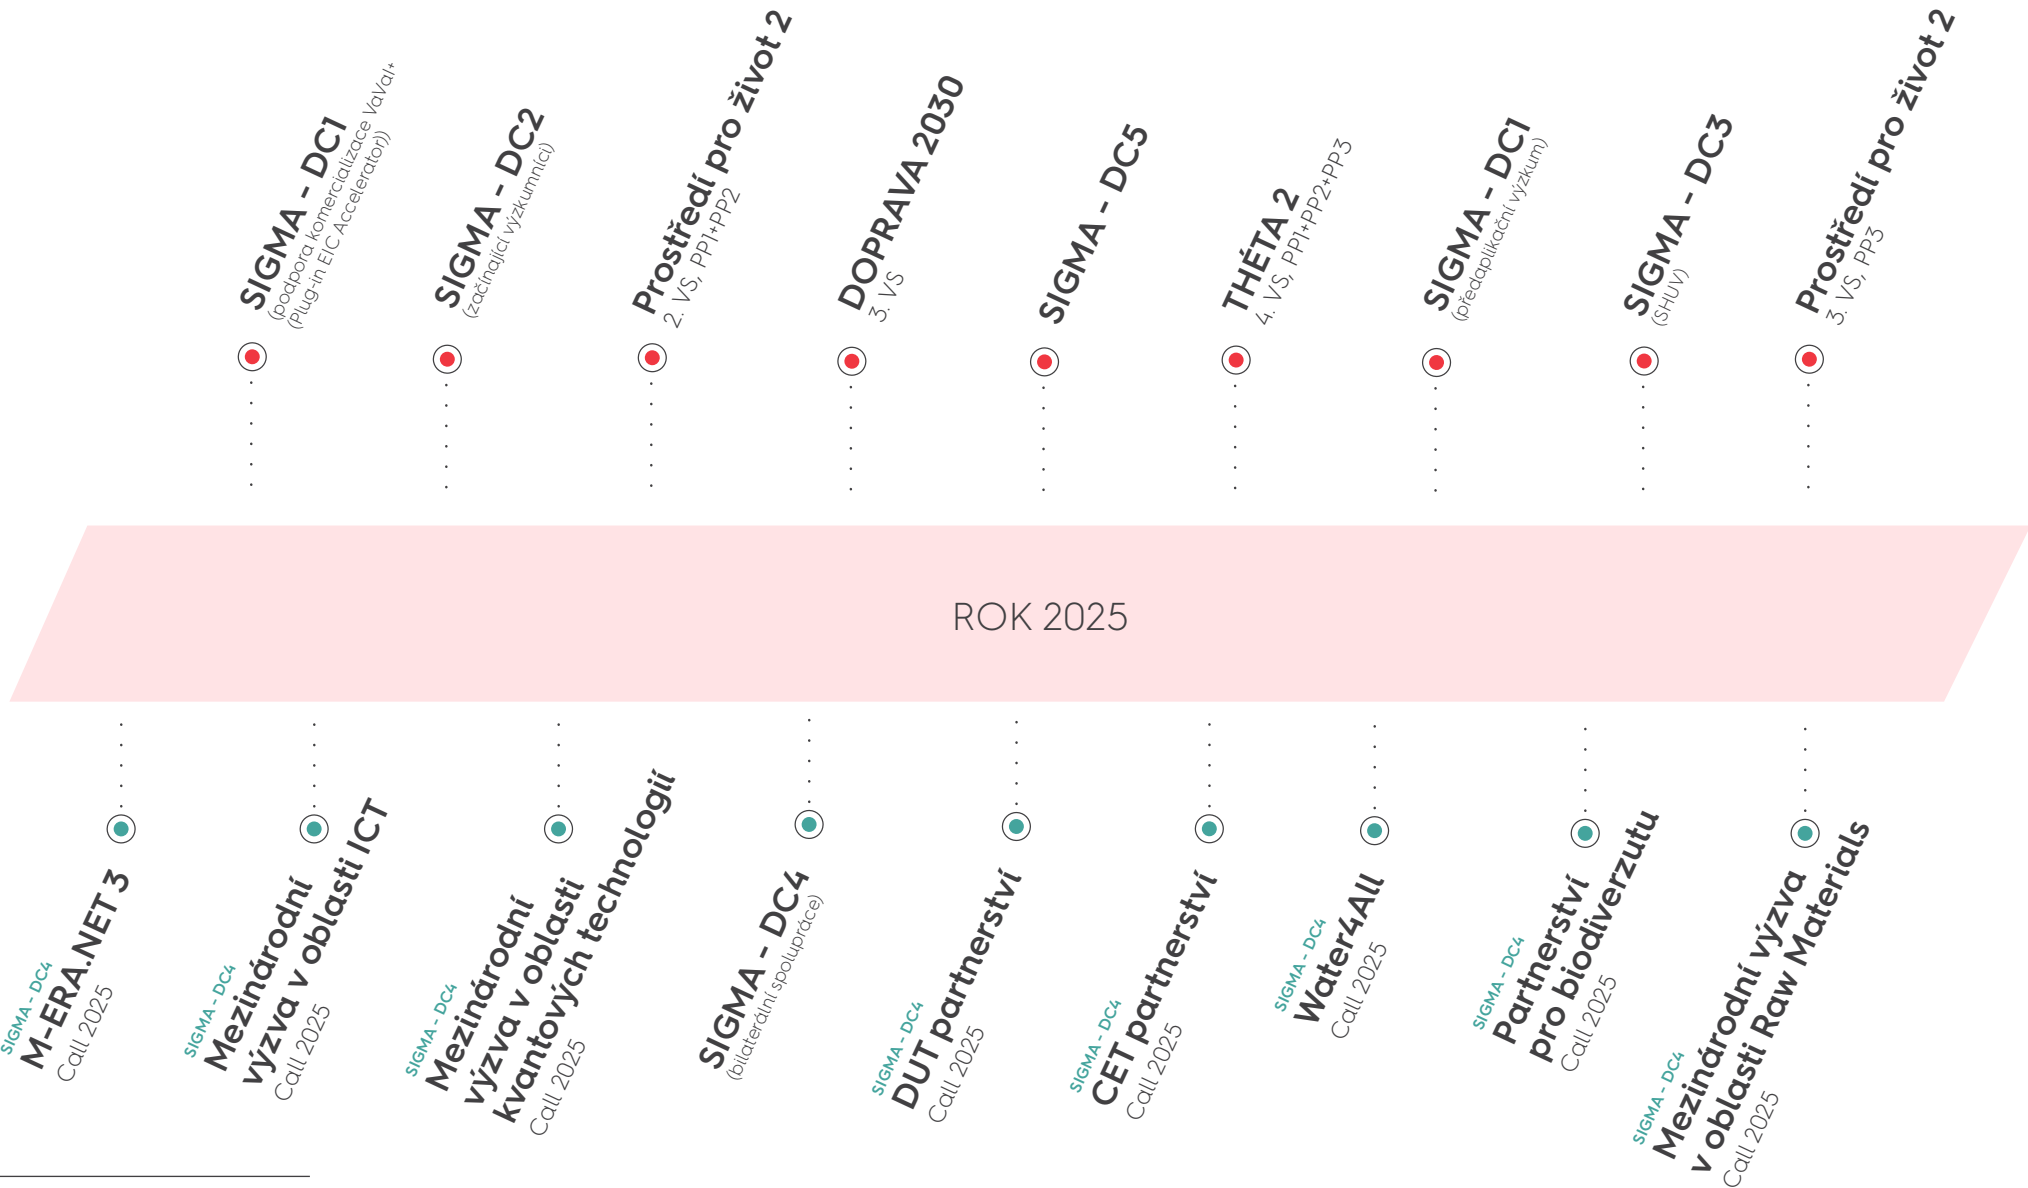 SIGMA - DC1
(podpora komercializace VaVaI+
(Plug-in EIC Accelerator))
SIGMA - DC2
(začínající výzkumníci)
Prostředí pro život 2
2. VS, PP1+PP2
DOPRAVA 2030
3. VS
SIGMA - DC5
THÉTA 2
4. VS, PP1+PP2+PP3
SIGMA - DC1
(předaplikační výzkum)
SIGMA - DC3
(SHUV)
Prostředí pro život 2
3. VS, PP3
ROK 2025
SIGMA - DC4
M-ERA.NET 3
Call 2025
SIGMA - DC4
Mezinárodní
výzva v oblasti ICT
Call 2025
SIGMA - DC4
Mezinárodní
výzva v oblasti
kvantových technologií
Call 2025
SIGMA - DC4
(bilaterální spolupráce)
SIGMA - DC4
DUT partnerství
Call 2025
SIGMA - DC4
CET partnerství
Call 2025
SIGMA - DC4
Water4All
Call 2025
SIGMA - DC4
Partnerství
pro biodiverzutu
Call 2025
SIGMA - DC4
Mezinárodní výzva
v oblasti Raw Materials
Call 2025